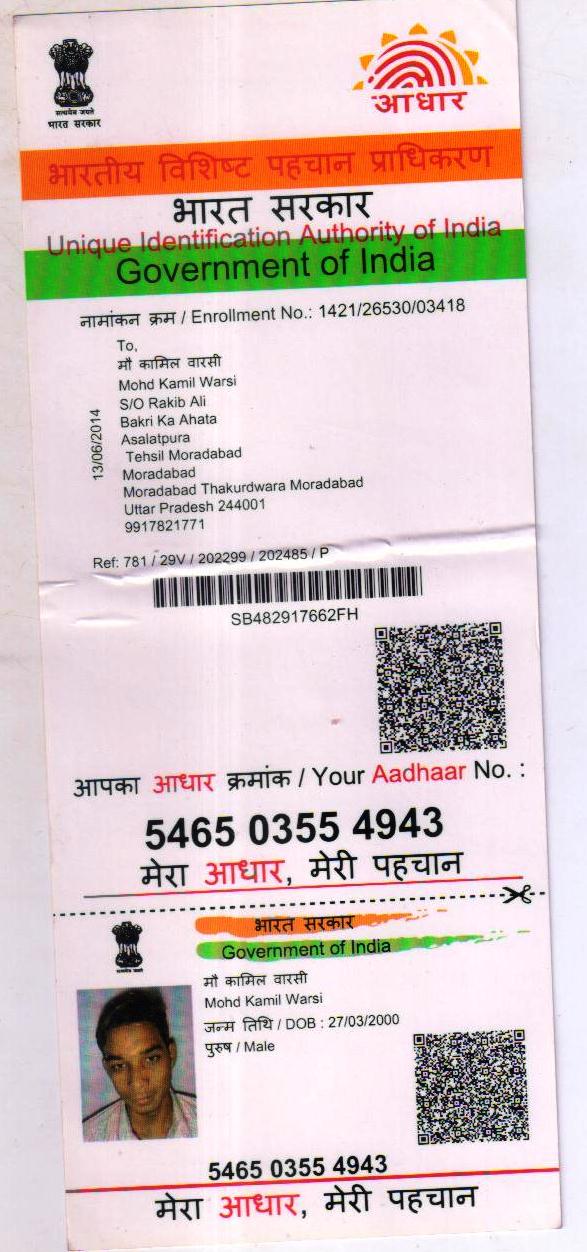 सत्यमेव जयते
भारत सरकार
आधार
भारतीय विशिष्ट पहचान प्राधिकरण
भारत सरकार
Unique Identification Authority of India
Government of India
नामांकन क्रम / Enrollment No.: 1421/26530/03418
To,
मौ कामिल वारसी
Mohd Kamil Warsi
S/O Rakib Ali
Bakri Ka Ahata
Asalatpura
Tehsil Moradabad
Moradabad
Moradabad Thakurdwara Moradabad
Uttar Pradesh 244001
9917821771
13/06/2014
Ref: 781 / 29V / 202299 / 202485 / P
SB482917662FH
आपका आधार क्रमांक / Your Aadhaar No. :
5465 0355 4943
मेरा आधार, मेरी पहचान
भारत सरकार
Government of India
मौ कामिल वारसी
Mohd Kamil Warsi
जन्म तिथि / DOB : 27/03/2000
पुरुष / Male
5465 0355 4943
मेरा आधार, मेरी पहचान